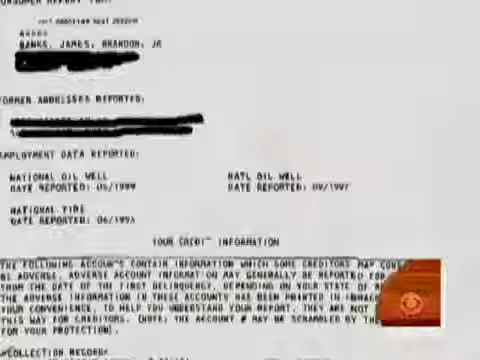 CONSUMER REPORT FOR:
BANKS, JAMES, BRANDON, JR
FORMER ADDRESSES REPORTED:
EMPLOYMENT DATA REPORTED:
NATIONAL OIL WELL NATL OIL WELL
DATE REPORTED: 05/1999 DATE REPORTED: 09/1997
NATIONAL
DATE REPORTED: 06/1995
YOUR CREDIT INFORMATION
THE FOLLOWING ACCOUNTS CONTAIN INFORMATION WHICH SOME CREDITORS MAY
BE ADVERSE. ADVERSE ACCOUNT INFORMATION MAY GENERALLY BE REPORTED FOR
FROM THE DATE OF THE FIRST DELINQUENCY, DEPENDING ON YOUR STATE OF
THE ADVERSE INFORMATION IN THESE ACCOUNTS HAS BEEN PRINTED IN
YOUR CONVENIENCE, TO HELP YOU UNDERSTAND YOUR REPORT. THEY ARE NOT
THIS WAY FOR CREDITORS. (NOTE: THE ACCOUNT # MAY BE SCRAMBLED BY THE
FOR YOUR PROTECTION).
COLLECTION RECORDS